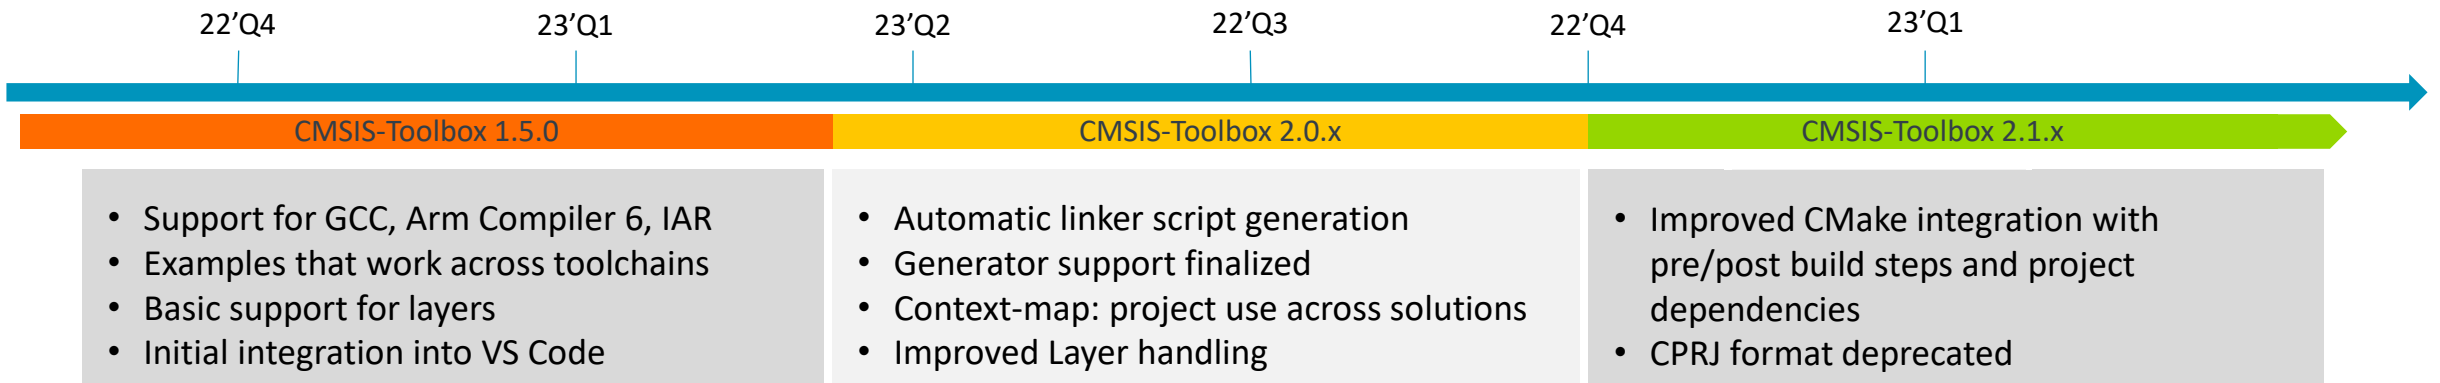 22’Q4 23’Q1 23’Q2 22’Q3 22’Q4 23’Q1
CMSIS-Toolbox 1.5.0 CMSIS-Toolbox 2.0.x CMSIS-Toolbox 2.1.x
• Support for GCC, Arm Compiler 6, IAR
• Examples that work across toolchains
• Basic support for layers
• Initial integration into VS Code
• Automatic linker script generation
• Generator support finalized
• Context-map: project use across solutions
• Improved Layer handling
• Improved CMake integration with
pre/post build steps and project
dependencies
• CPRJ format deprecated